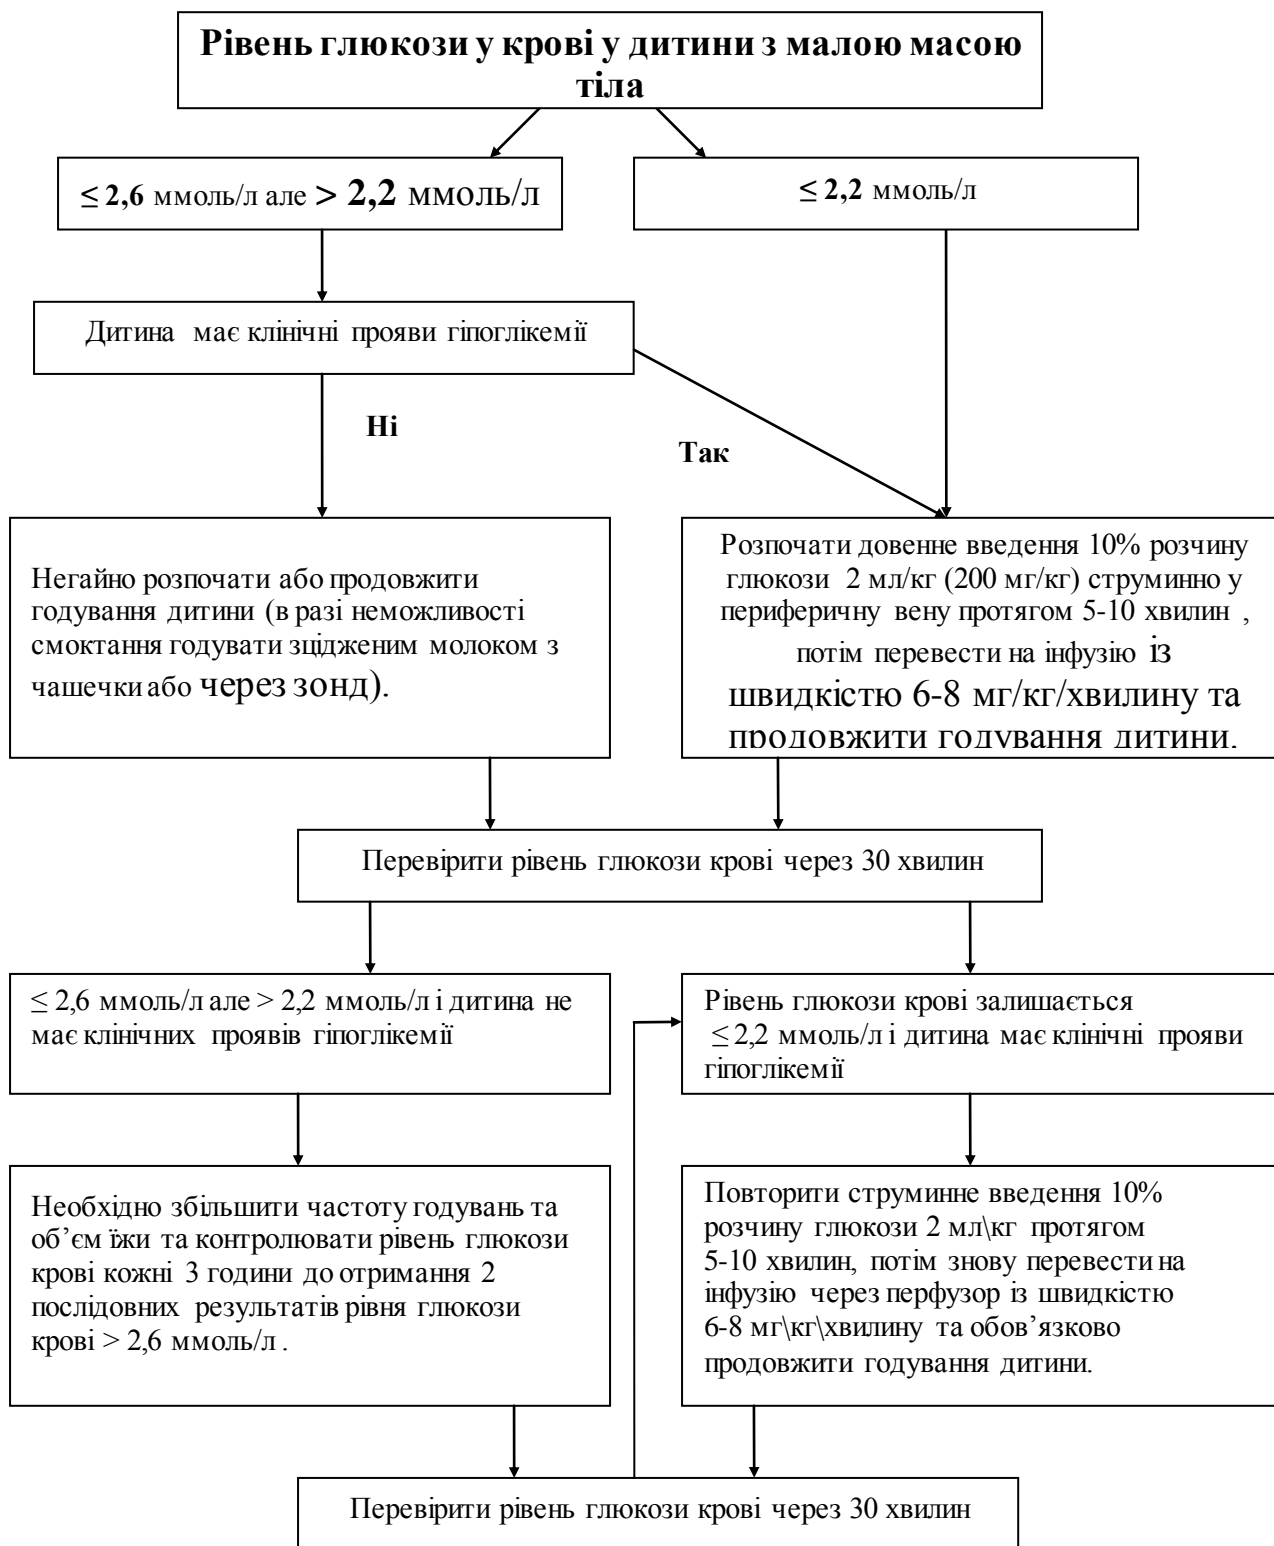 Рівень глюкози у крові у дитини з малою масою
тіла
≤ 2,6 ммоль/л але > 2,2 ммоль/л
≤ 2,2 ммоль/л
Дитина має клінічні прояви гіпоглікемії
Ні
Так
Негайно розпочати або продовжити
годування дитини (в разі неможливості
смоктання годувати зцідженим молоком з
чашечки або через зонд).
Розпочати довенне введення 10% розчину
глюкози 2 мл/кг (200 мг/кг) струминно у
периферичну вену протягом 5-10 хвилин ,
потім перевести на інфузію із
швидкістю 6-8 мг/кг/хвилину та
продовжити годування дитини.
Перевірити рівень глюкози крові через 30 хвилин
≤ 2,6 ммоль/л але > 2,2 ммоль/л і дитина не
має клінічних проявів гіпоглікемії
Рівень глюкози крові залишається
≤ 2,2 ммоль/л і дитина має клінічні прояви
гіпоглікемії
Необхідно збільшити частоту годувань та
об’єм їжи та контролювати рівень глюкози
крові кожні 3 години до отримання 2
послідовних результатів рівня глюкози
крові > 2,6 ммоль/л .
Повторити струминне введення 10%
розчину глюкози 2 мл\кг протягом
5-10 хвилин, потім знову перевести на
інфузію через перфузор із швидкістю
6-8 мг\кг\хвилину та обов’язково
продовжити годування дитини.
Перевірити рівень глюкози крові через 30 хвилин